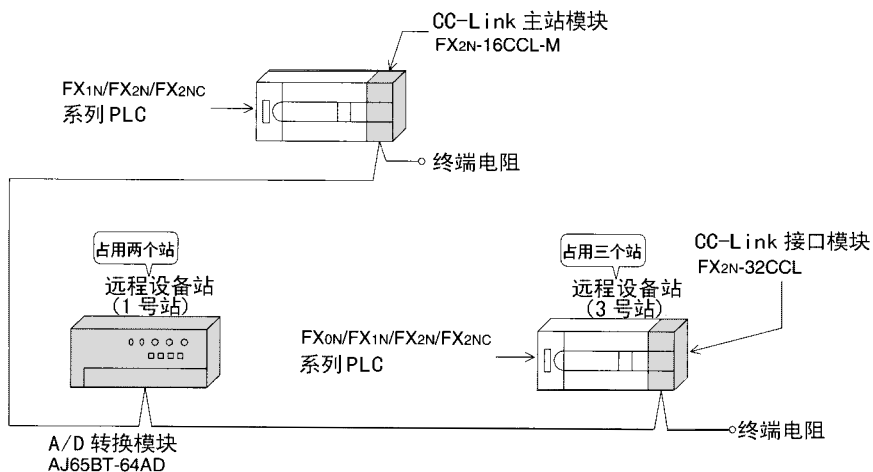 CC-Link 主站模块
FX2N-16CCL-M
FX1N/FX2N/FX2NC
系列PLC
终端电阻
占用两个站
远程设备站
(1号站)
占用三个站
远程设备站
(3号站)
CC-Link 接口模块
FX2N-32CCL
FX0N/FX1N/FX2N/FX2NC
系列PLC
终端电阻
A/D 转换模块
AJ65BT-64AD